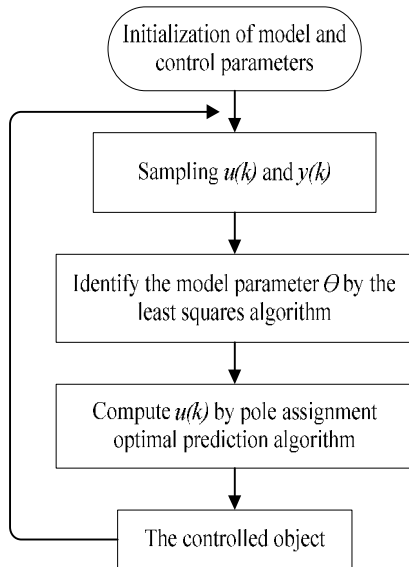 Initialization of model and
control parameters
Sampling u(k) and y(k)
Identify the model parameter Θ by the
least squares algorithm
Compute u(k) by pole assignment
optimal prediction algorithm
The controlled object